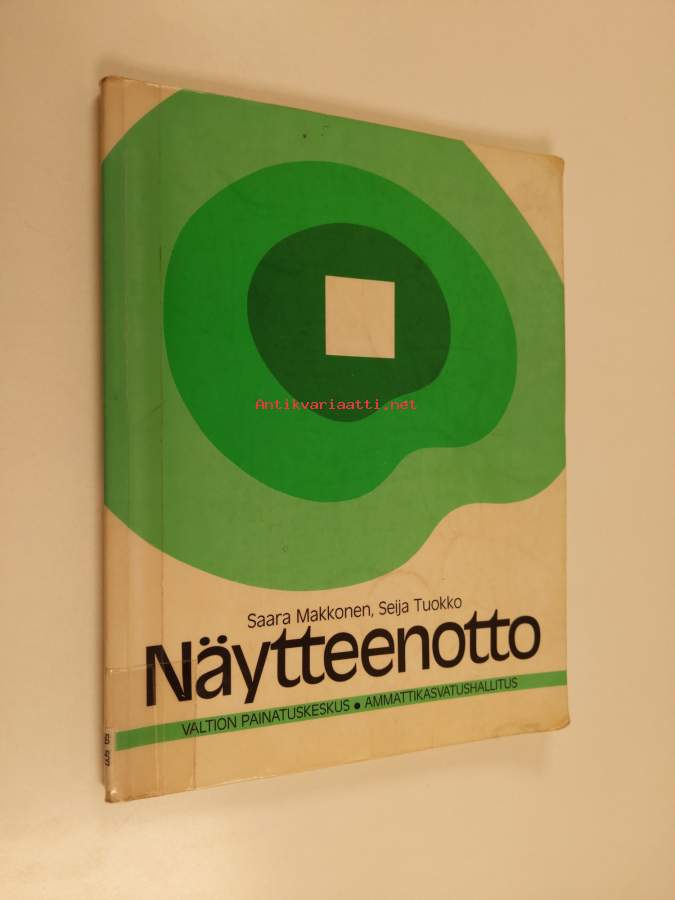 Antikvariaatti.net
Saara Makkonen, Seija Tuokko
Näytteenotto
VALTION PAINATUSKESKUS • AMMATTIKASVATUSHALLITUS